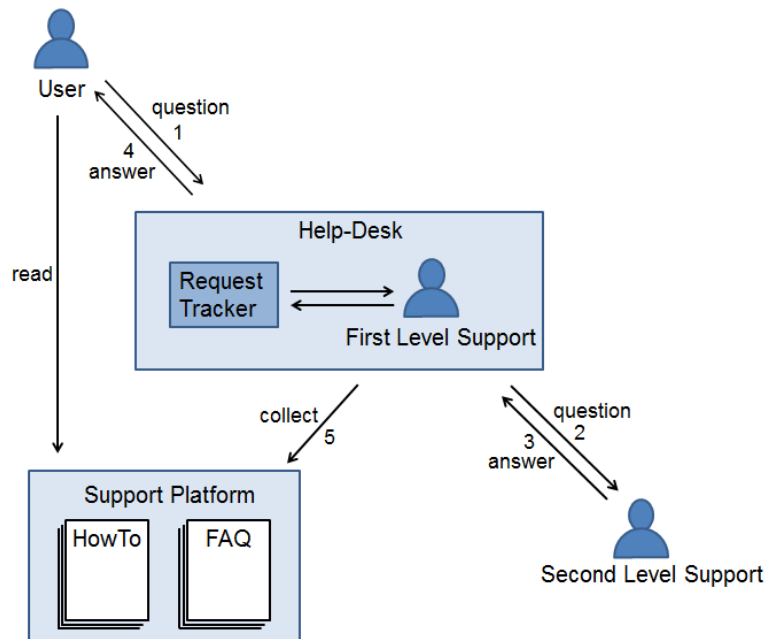 User
question
1
4
answer
Help-Desk
Request
Tracker
First Level Support
read
collect
5
question
2
3
answer
Support Platform
HowTo
FAQ
Second Level Support